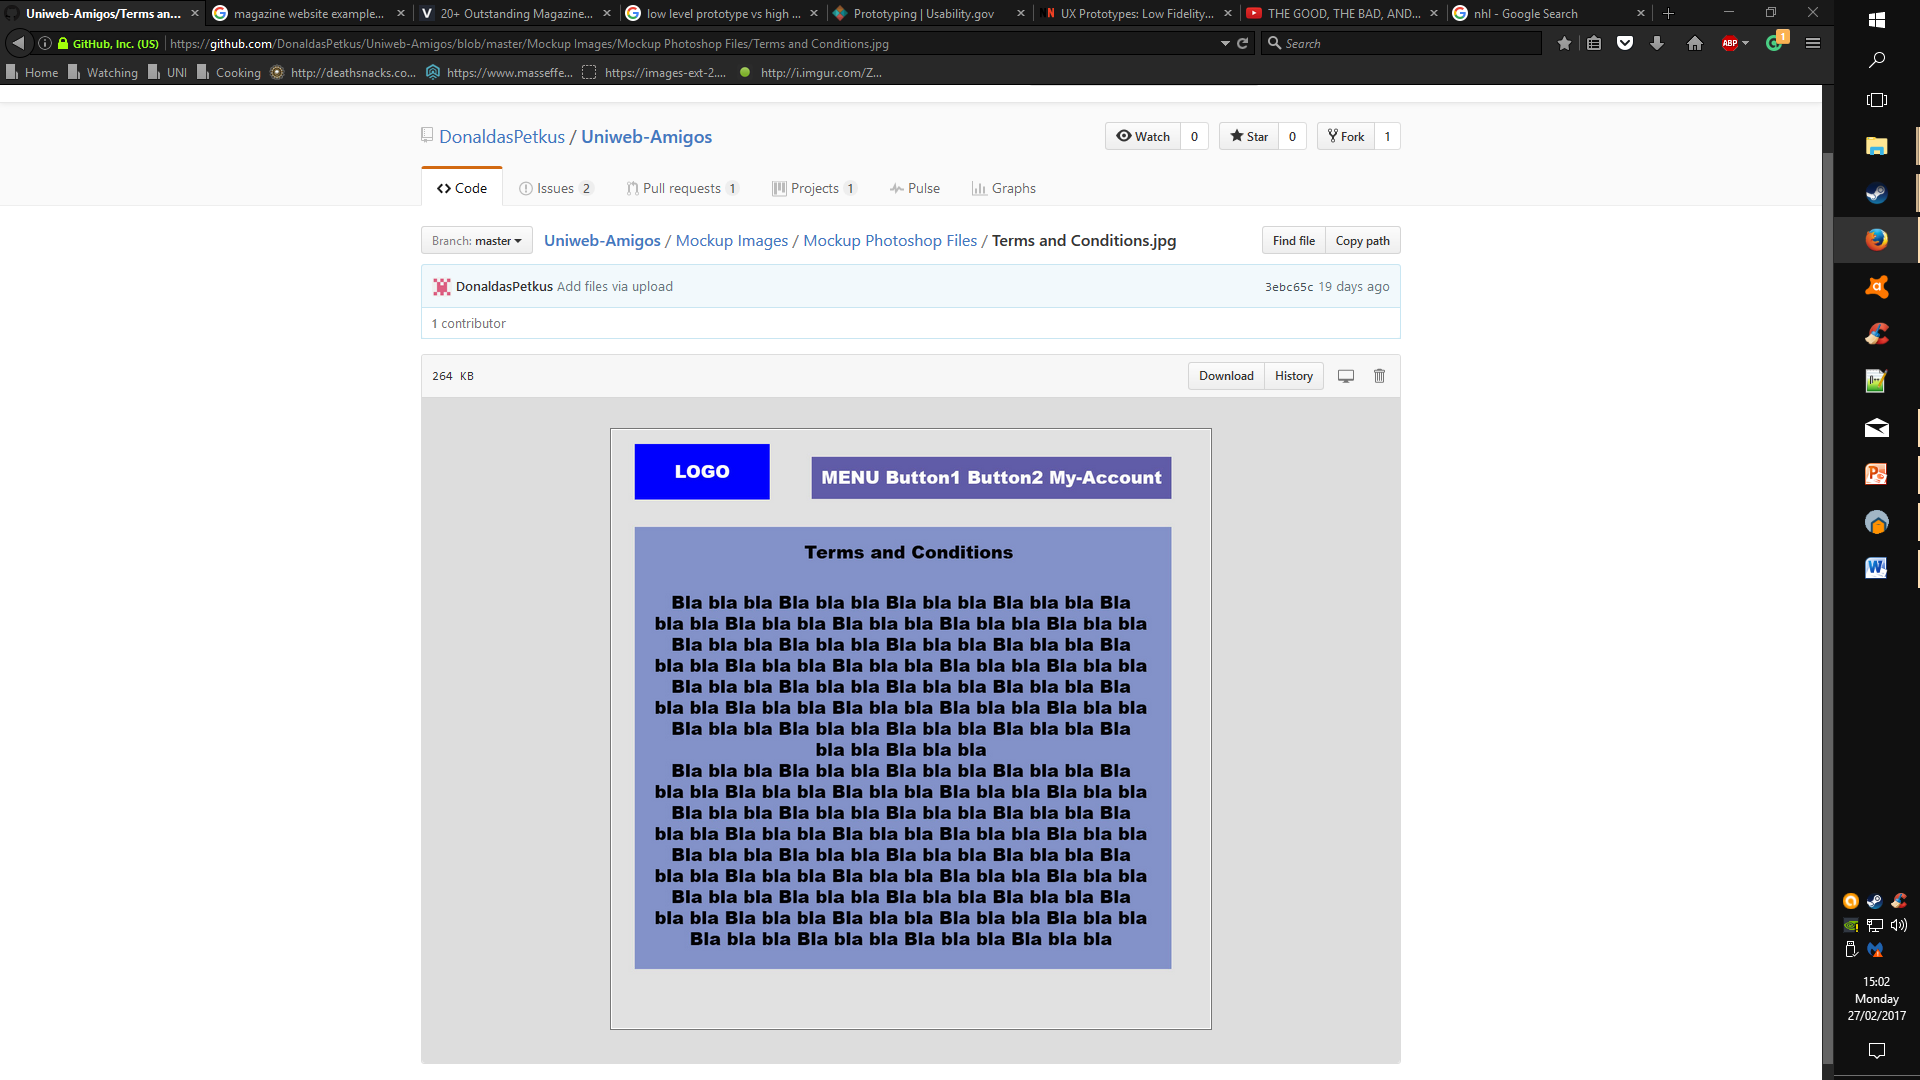 Uniweb-Amigos/Terms an...
magazine website example...
20+ Outstanding Magazine...
low level prototype vs high ...
Prototyping | Usability.gov
UX Prototypes: Low Fidelity...
THE GOOD, THE BAD, AND...
nhl - Google Search
GitHub, Inc. (US)
https://github.com/DonaldasPetkus/Uniweb-Amigos/blob/master/Mockup Images/Mockup Photoshop Files/Terms and Conditions.jpg
Search
ABP
1
Home
Watching
UNI
Cooking
http://deathsnacks.co...
https://www.masseffe...
https://images-ext-2....
http://i.imgur.com/Z...
DonaldasPetkus / Uniweb-Amigos
Watch 0
Star 0
Fork 1
Code
Issues 2
Pull requests 1
Projects 1
Pulse
Graphs
Branch: master
Uniweb-Amigos / Mockup Images / Mockup Photoshop Files / Terms and Conditions.jpg
Find file
Copy path
DonaldasPetkus Add files via upload
3ebc65c 19 days ago
1 contributor
264 KB
Download
History
LOGO
MENU Button1 Button2 My-Account
Terms and Conditions
Bla bla bla Bla bla bla Bla bla bla Bla bla bla Bla
bla bla Bla bla bla Bla bla bla Bla bla bla Bla bla bla
Bla bla bla Bla bla bla Bla bla bla Bla bla bla Bla
bla bla Bla bla bla Bla bla bla Bla bla bla Bla bla bla
Bla bla bla Bla bla bla Bla bla bla Bla bla bla Bla
bla bla Bla bla bla Bla bla bla Bla bla bla Bla bla bla
Bla bla bla Bla bla bla Bla bla bla Bla bla bla Bla
bla bla Bla bla bla
Bla bla bla Bla bla bla Bla bla bla Bla bla bla Bla
bla bla Bla bla bla Bla bla bla Bla bla bla Bla bla bla
Bla bla bla Bla bla bla Bla bla bla Bla bla bla Bla
bla bla Bla bla bla Bla bla bla Bla bla bla Bla bla bla
Bla bla bla Bla bla bla Bla bla bla Bla bla bla Bla
bla bla Bla bla bla Bla bla bla Bla bla bla Bla bla bla
Bla bla bla Bla bla bla Bla bla bla Bla bla bla Bla
bla bla Bla bla bla Bla bla bla Bla bla bla Bla bla bla
Bla bla bla Bla bla bla Bla bla bla Bla bla bla
15:02
Monday
27/02/2017